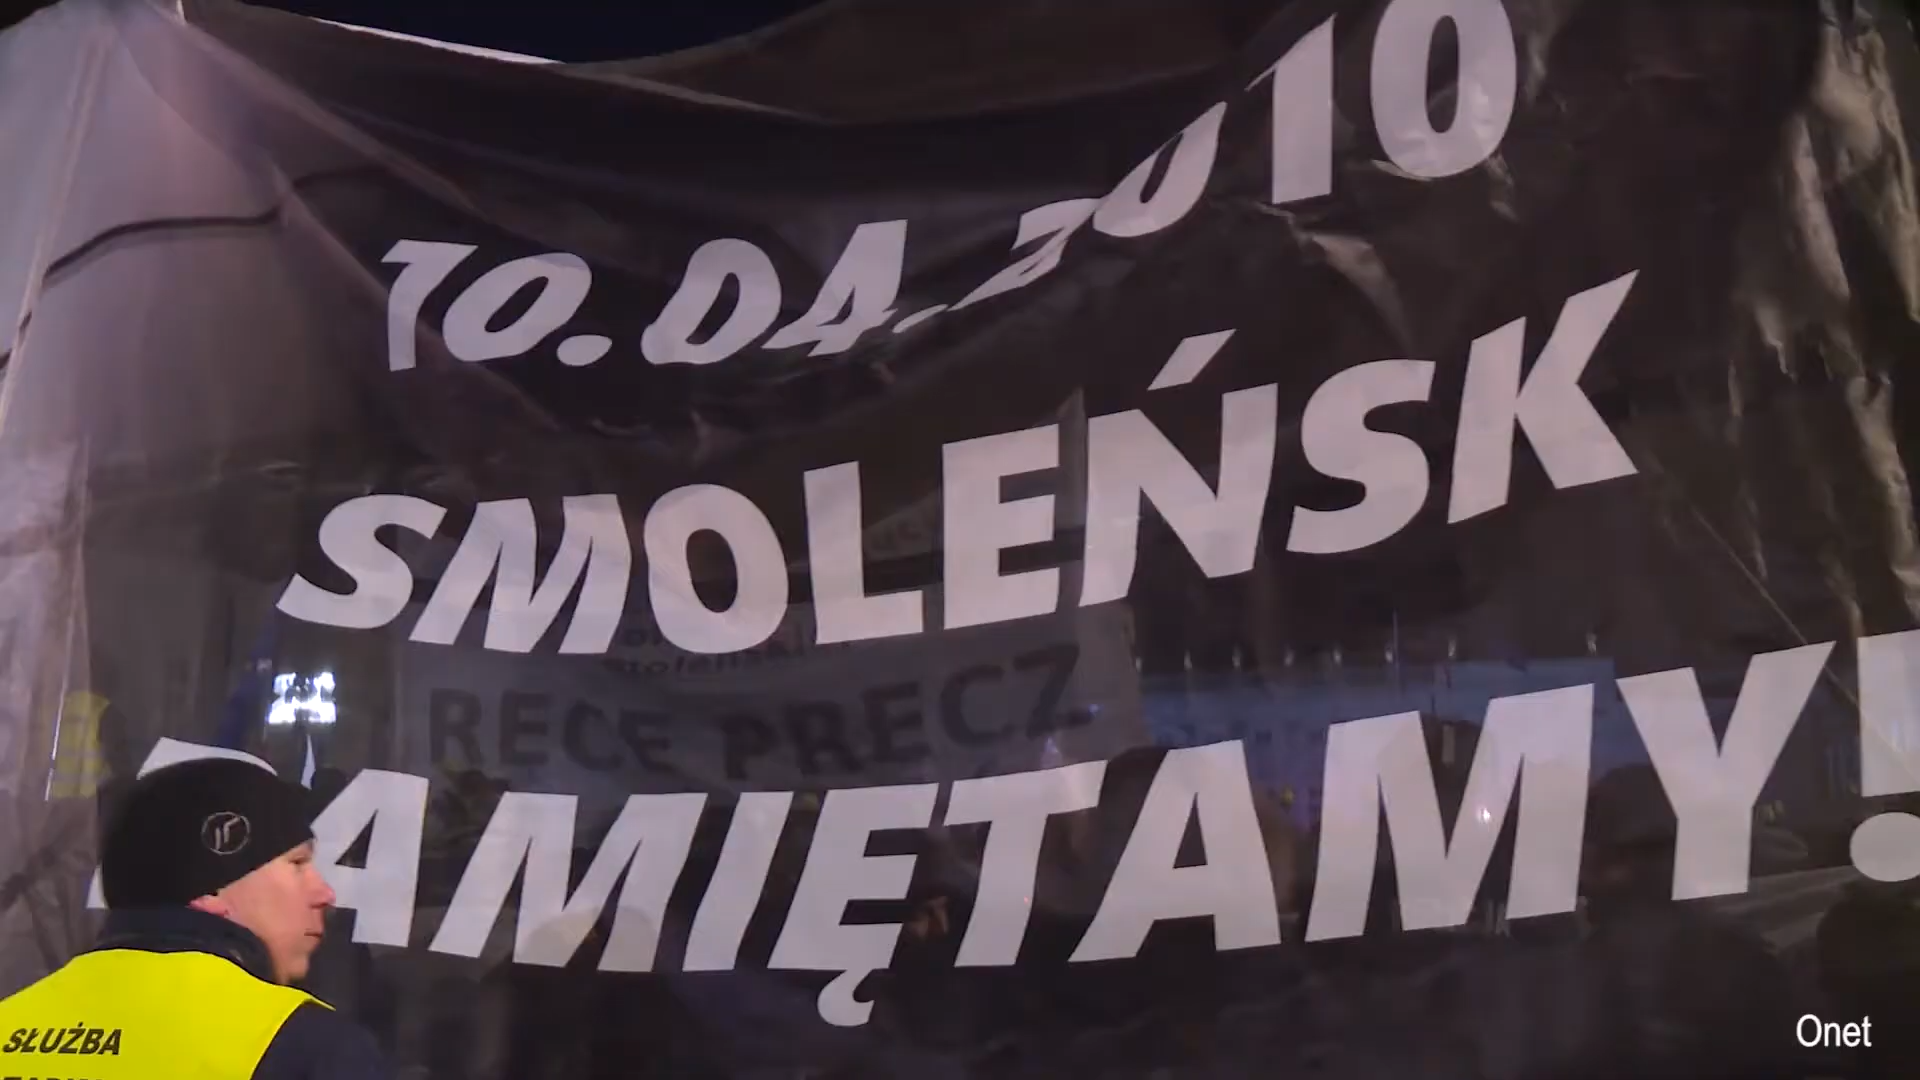 10.04.2010
SMOLEŃSK
RĘCE PRECZ
PAMIĘTAMY!
SŁUŻBA
Onet